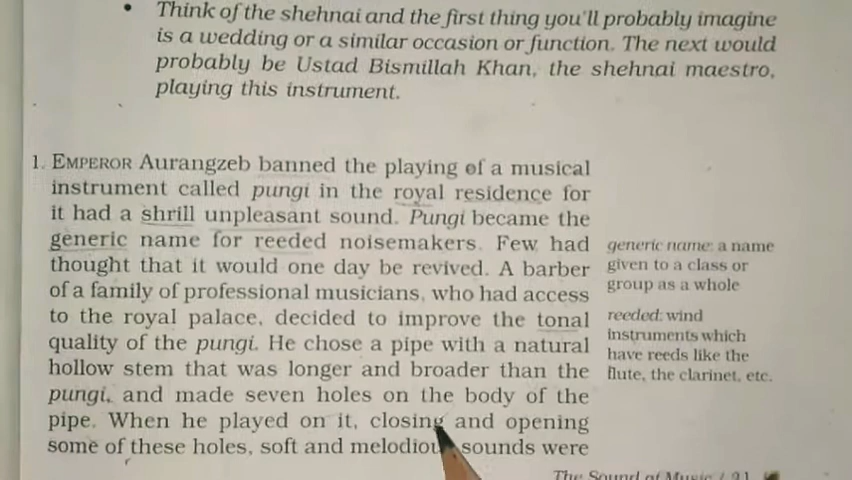 • Think of the shehnai and the first thing you'll probably imagine
is a wedding or a similar occasion or function. The next would
probably be Ustad Bismillah Khan, the shehnai maestro,
playing this instrument.
1. EMPEROR Aurangzeb banned the playing of a musical
instrument called pungi in the royal residence for
it had a shrill unpleasant sound. Pungi became the
generic name for reeded noisemakers. Few had
thought that it would one day be revived. A barber
of a family of professional musicians, who had access
to the royal palace, decided to improve the tonal
quality of the pungi. He chose a pipe with a natural
hollow stem that was longer and broader than the
pungi, and made seven holes on the body of the
pipe. When he played on it, closing and opening
some of these holes, soft and melodious sounds were
generic name: a name
given to a class or
group as a whole
reeded: wind
instruments which
have reeds like the
flute, the clarinet, etc.
The Sound of Music / 21